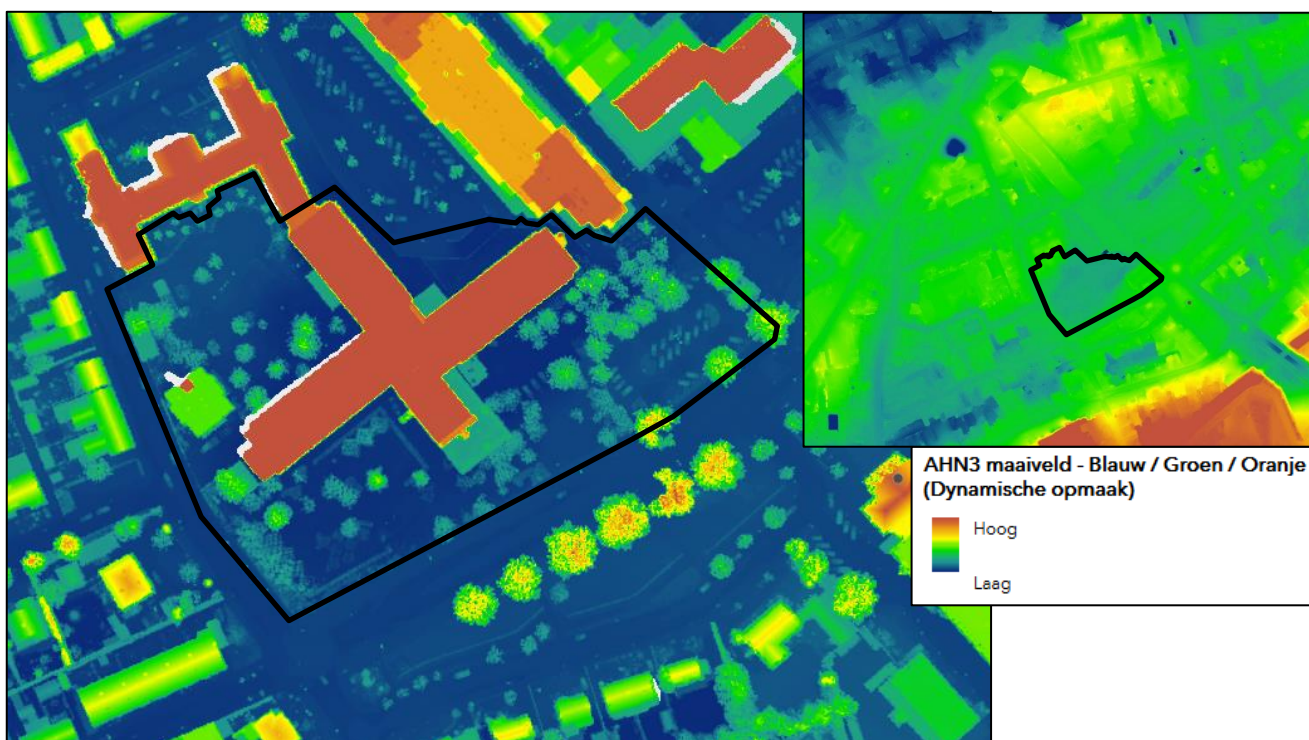 AHN3 maaiveld - Blauw / Groen / Oranje
(Dynamische opmaak)
Hoog
Laag